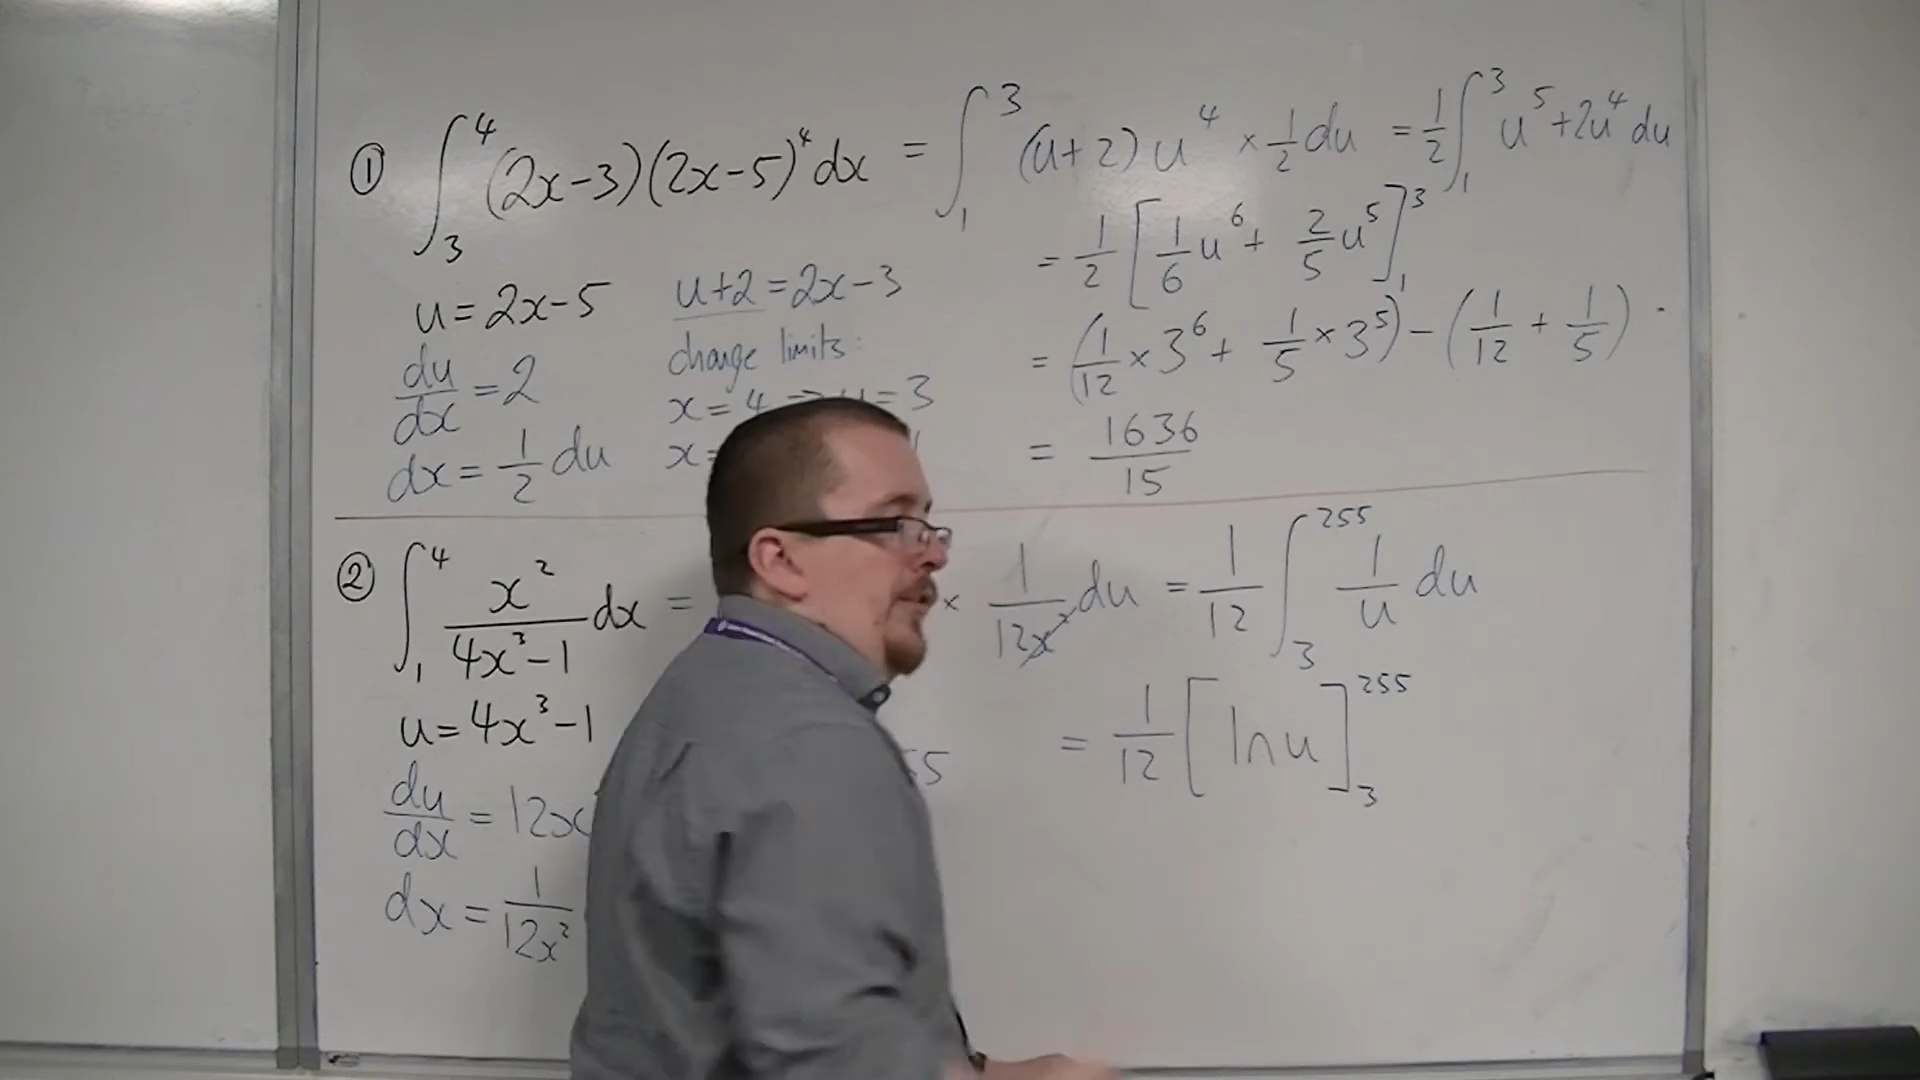 ① ∫₃⁴ (2x-3)(2x-5)⁴ dx = ∫₁³ (u+2) u⁴ × 1/2 du = 1/2 ∫₁³ u⁵ + 2u⁴ du
= 1/2 [1/6 u⁶ + 2/5 u⁵]₁³
= (1/12 × 3⁶ + 1/5 × 3⁵) - (1/12 + 1/5)
= 1636/15
u = 2x-5
du/dx = 2
dx = 1/2 du
u+2 = 2x-3
change limits:
x = 4 = 3
x =
② ∫₁⁴ x²/(4x³-1) dx = × 1/(12x²) du = 1/12 ∫₃²⁵⁵ 1/u du
= 1/12 [ln u]₃²⁵⁵
u = 4x³-1
du/dx = 12x
dx = 1/(12x²)
55